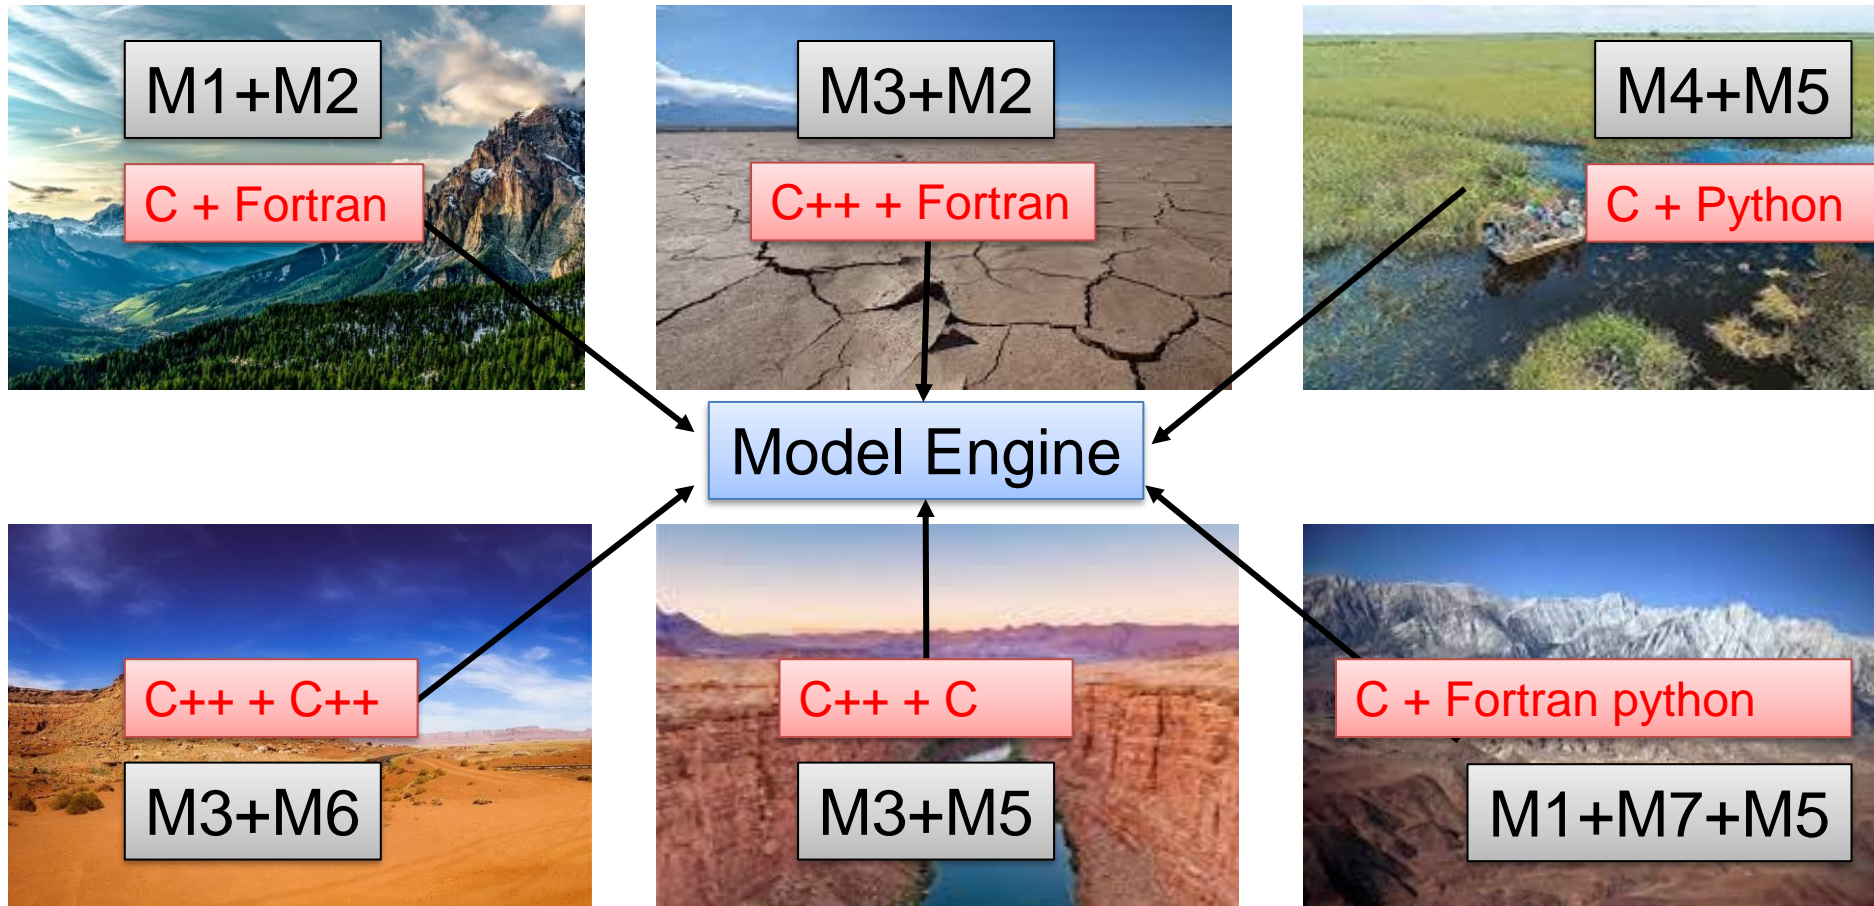 M1+M2
C + Fortran
M3+M2
C++ + Fortran
M4+M5
C + Python
Model Engine
C++ + C++
M3+M6
C++ + C
M3+M5
C + Fortran python
M1+M7+M5